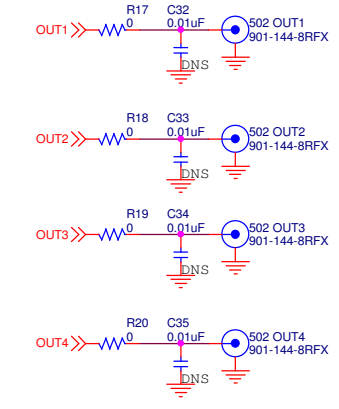 R17 C32
OUT1 0 0.01uF 502 OUT1
901-144-8RFX
DNS
R18 C33
OUT2 0 0.01uF 502 OUT2
901-144-8RFX
DNS
R19 C34
OUT3 0 0.01uF 502 OUT3
901-144-8RFX
DNS
R20 C35
OUT4 0 0.01uF 502 OUT4
901-144-8RFX
DNS